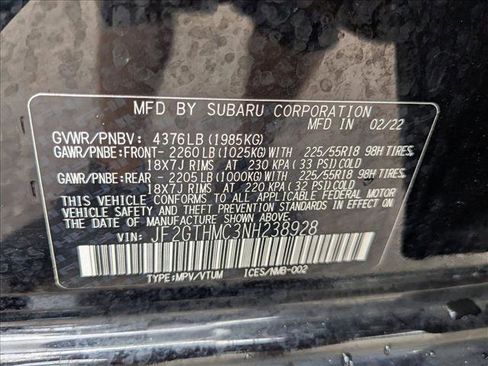 MFD BY SUBARU CORPORATION
MFD IN 02/22
GVWR/PNBV: 4376LB (1985KG)
GAWR/PNBE:FRONT- 2260LB (1025KG)WITH 225/55R18 98H TIRES,
18X7J RIMS AT 230 KPA (33 PSI)COLD
GAWR/PNBE:REAR - 2205LB (1000KG)WITH 225/55R18 98H TIRES,
18X7J RIMS AT 220 KPA (32 PSI)COLD
THIS VEHICLE CONFORMS TO ALL APPLICABLE FEDERAL MOTOR
VEHICLE SAFETY AND BUMPER STANDARDS IN EFFECT ON THE
DATE OF MANUFACTURE SHOWN ABOVE.
VIN: JF2GTHMC3NH238928
TYPE:MPV/VTUM ICES/NMB-002